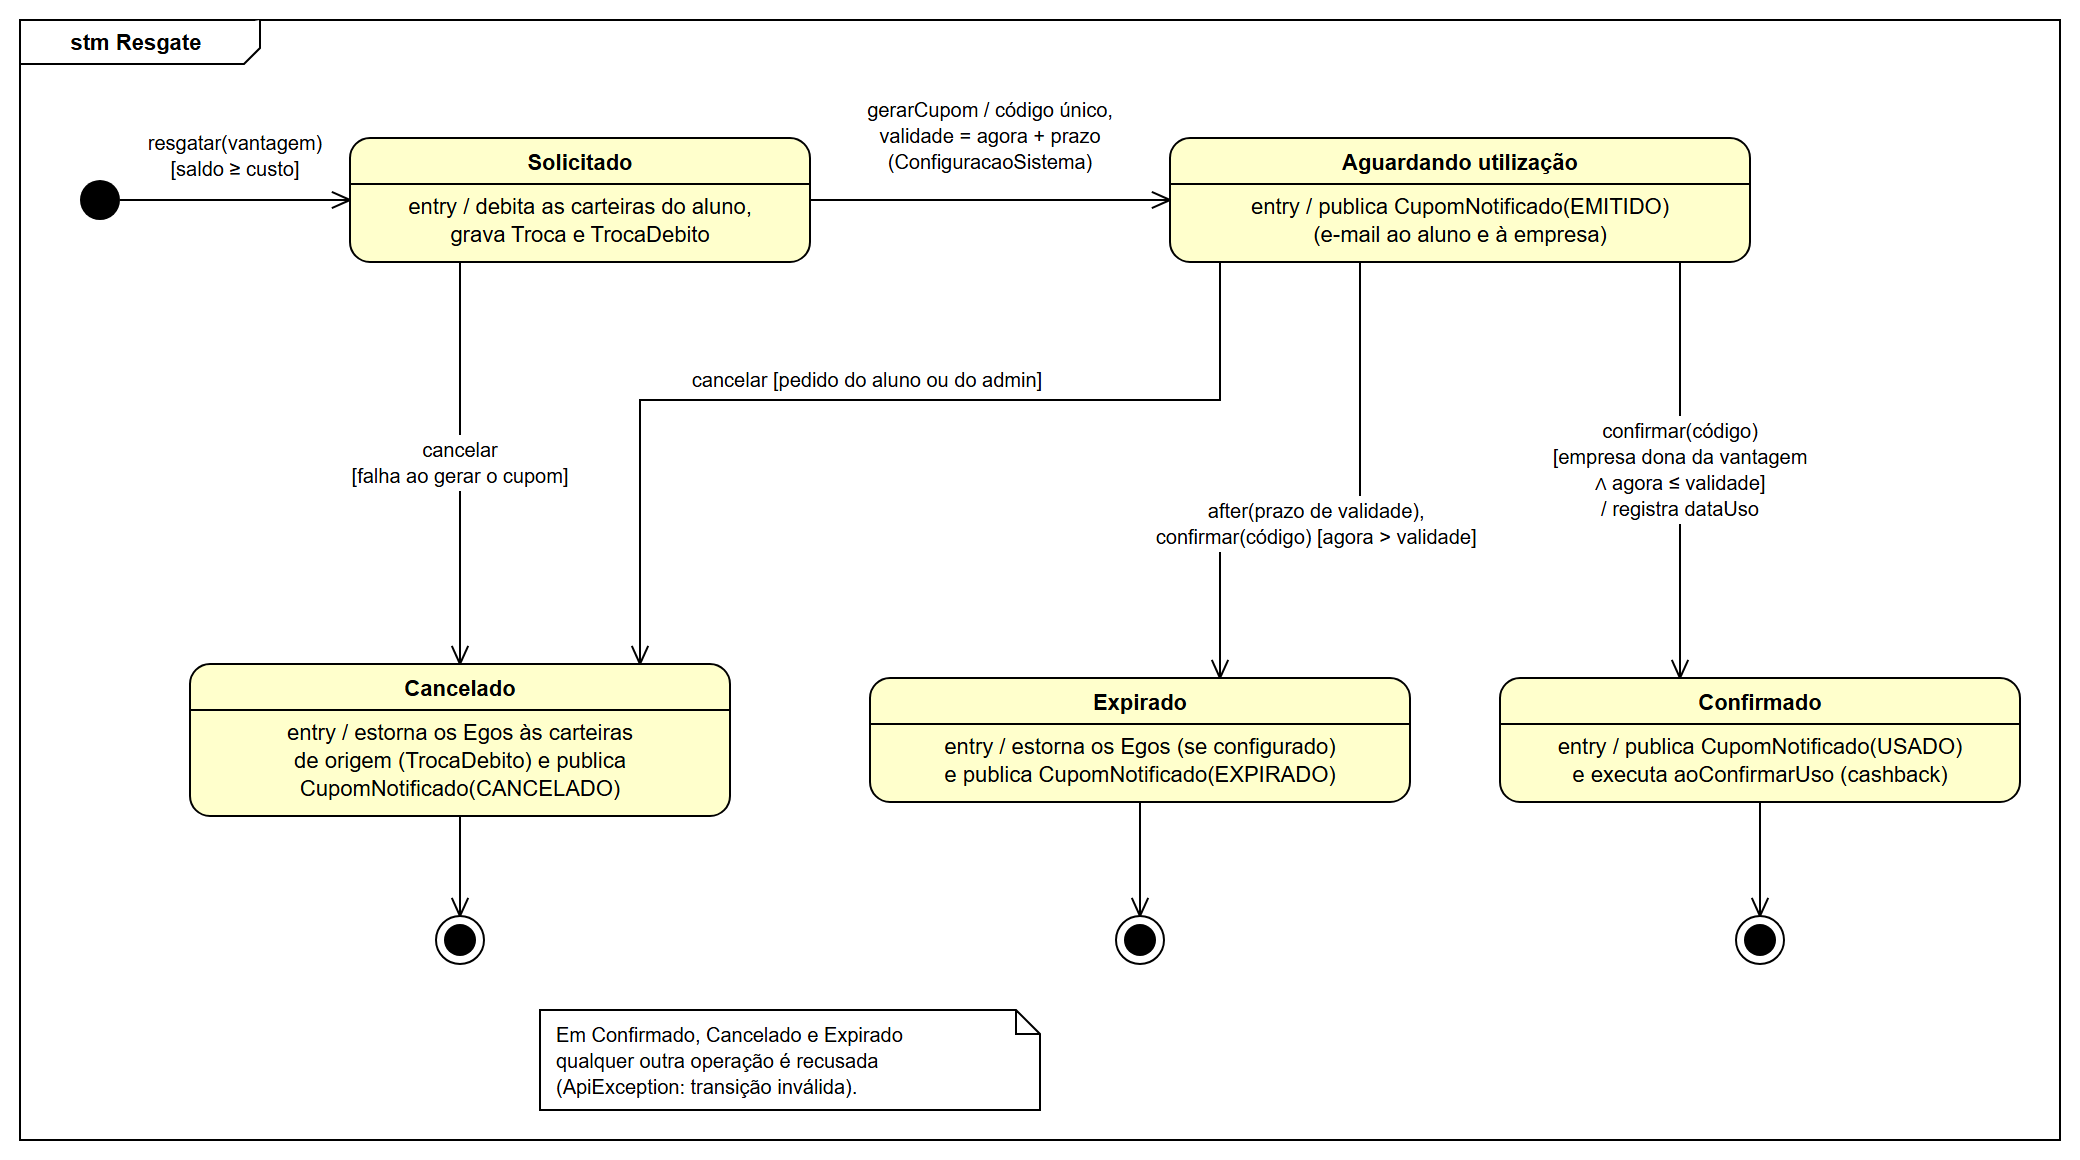 stm Resgate
resgatar(vantagem)
[saldo ≥ custo]
Solicitado
entry / debita as carteiras do aluno,
grava Troca e TrocaDebito
gerarCupom / código único,
validade = agora + prazo
(ConfiguracaoSistema)
Aguardando utilização
entry / publica CupomNotificado(EMITIDO)
(e-mail ao aluno e à empresa)
cancelar [pedido do aluno ou do admin]
cancelar
[falha ao gerar o cupom]
after(prazo de validade),
confirmar(código) [agora > validade]
confirmar(código)
[empresa dona da vantagem
∧ agora ≤ validade]
/ registra dataUso
Cancelado
entry / estorna os Egos às carteiras
de origem (TrocaDebito) e publica
CupomNotificado(CANCELADO)
Expirado
entry / estorna os Egos (se configurado)
e publica CupomNotificado(EXPIRADO)
Confirmado
entry / publica CupomNotificado(USADO)
e executa aoConfirmarUso (cashback)
Em Confirmado, Cancelado e Expirado
qualquer outra operação é recusada
(ApiException: transição inválida).